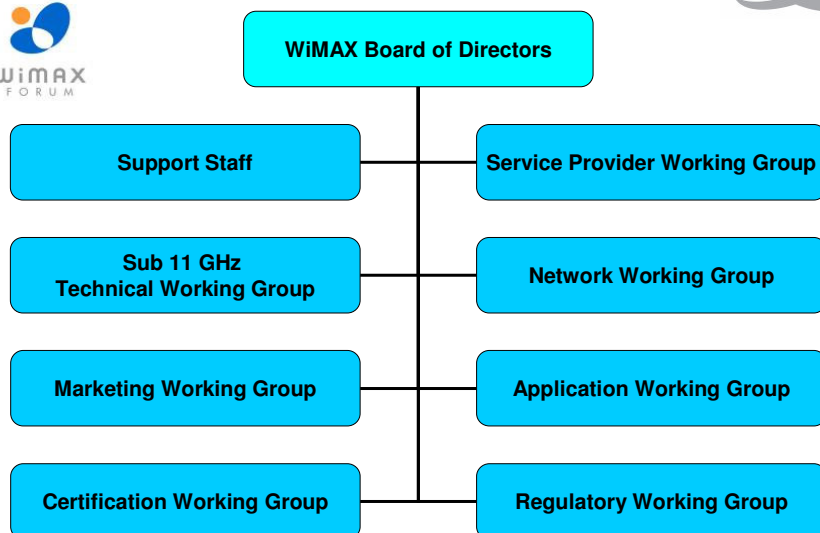 WiMAX Board of Directors
WiMAX
FORUM
Support Staff
Service Provider Working Group
Sub 11 GHz
Technical Working Group
Network Working Group
Marketing Working Group
Application Working Group
Certification Working Group
Regulatory Working Group